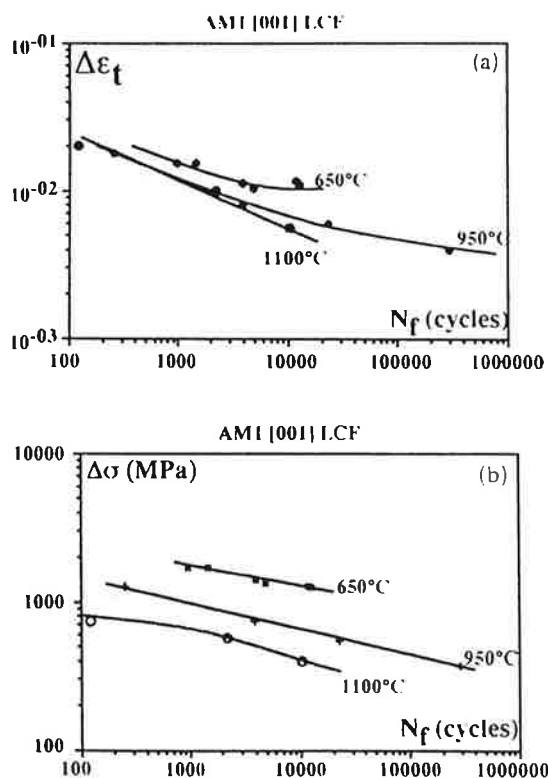 AM1 [001] LCF
10⁻⁰¹
Δεt
(a)
650°C
10⁻⁰²
950°C
1100°C
Nf (cycles)
10⁻⁰³
100 1000 10000 100000 1000000
AM1 [001] LCF
10000
Δσ (MPa)
(b)
650°C
1000
950°C
1100°C
Nf (cycles)
100
100 1000 10000 100000 1000000